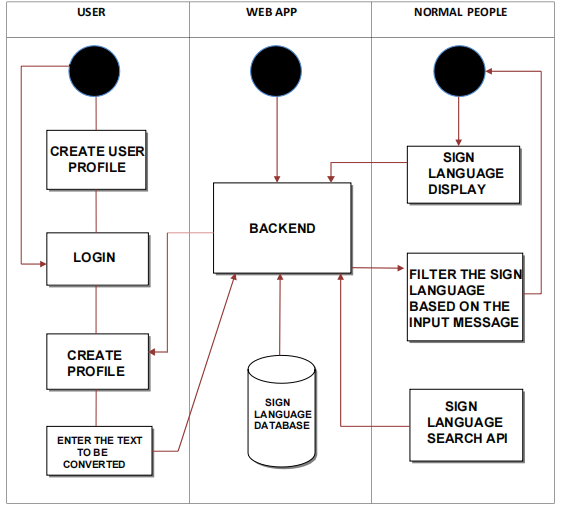 USER
WEB APP
NORMAL PEOPLE
CREATE USER
PROFILE
LOGIN
CREATE
PROFILE
ENTER THE TEXT
TO BE
CONVERTED
BACKEND
SIGN
LANGUAGE
DATABASE
SIGN
LANGUAGE
DISPLAY
FILTER THE SIGN
LANGUAGE
BASED ON THE
INPUT MESSAGE
SIGN
LANGUAGE
SEARCH API